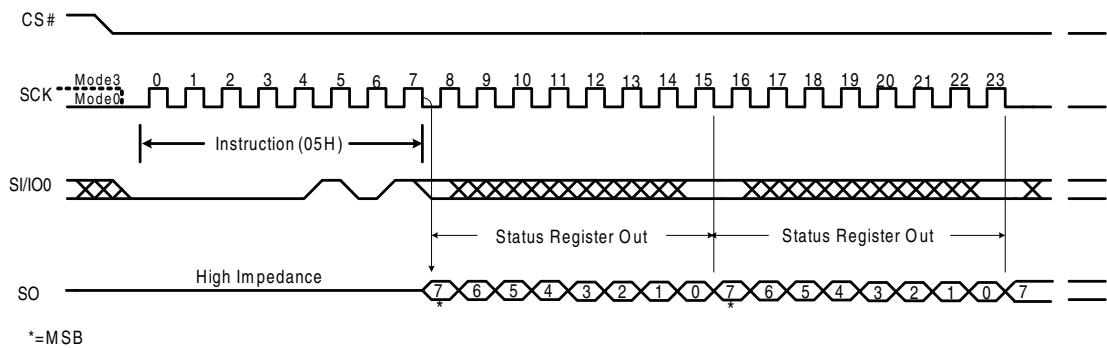 CS#
Mode3 0 1 2 3 4 5 6 7 8 9 10 11 12 13 14 15 16 17 18 19 20 21 22 23
SCK Mode0
Instruction (05H)
SI/IO0
Status Register Out Status Register Out
High Impedance
SO 7 6 5 4 3 2 1 0 7 6 5 4 3 2 1 0 7
* *
*=MSB